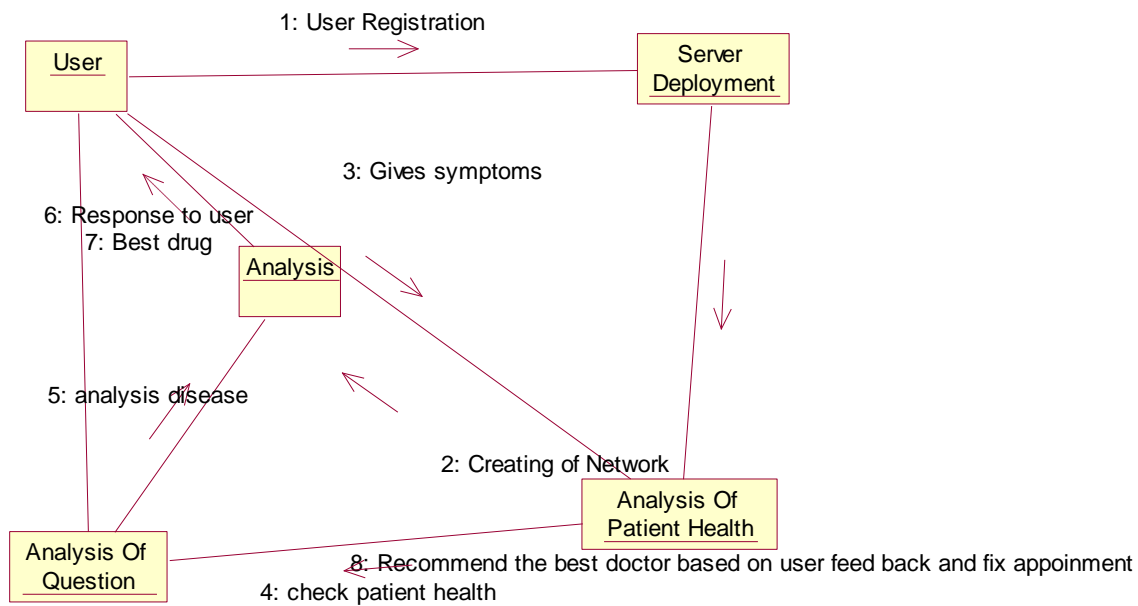 1: User Registration
User
Server
Deployment
3: Gives symptoms
6: Response to user
7: Best drug
Analysis
5: analysis disease
2: Creating of Network
Analysis Of
Patient Health
Analysis Of
Question
8: Recommend the best doctor based on user feed back and fix appoinment
4: check patient health